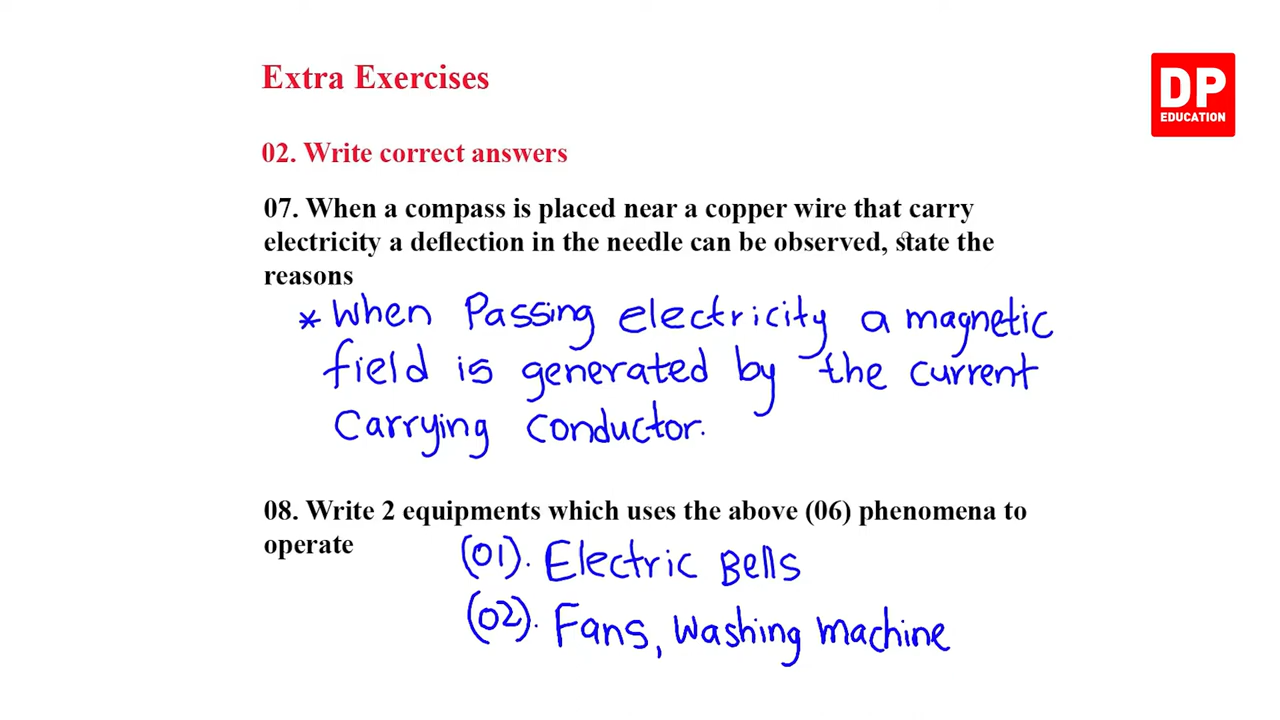 Extra Exercises
DP
EDUCATION
02. Write correct answers
07. When a compass is placed near a copper wire that carry
electricity a deflection in the needle can be observed, state the
reasons
* When Passing electricity a magnetic
field is generated by the current
Carrying conductor.
08. Write 2 equipments which uses the above (06) phenomena to
operate
(01). Electric Bells
(02). Fans, Washing machine